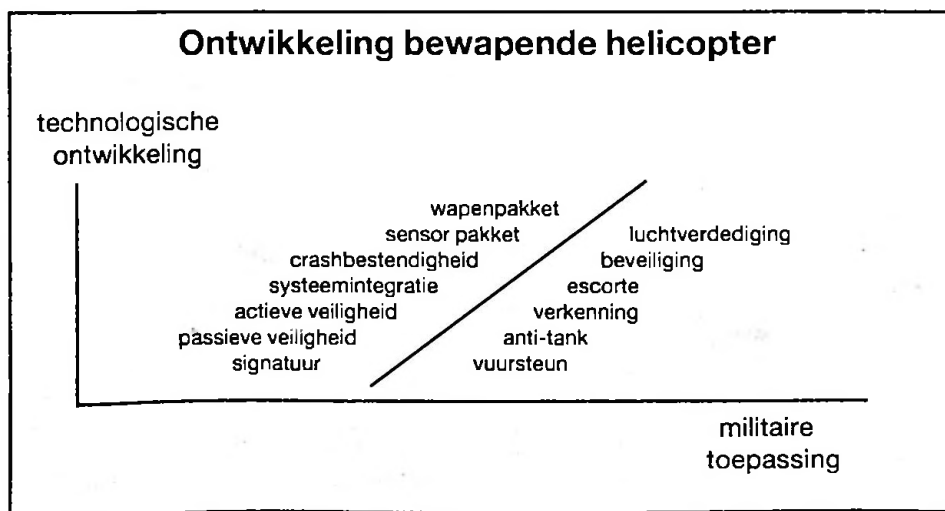 Ontwikkeling bewapende helicopter
technologische
ontwikkeling
wapenpakket
sensor pakket
crashbestendigheid
systeemintegratie
actieve veiligheid
passieve veiligheid
signatuur
luchtverdediging
beveiliging
escorte
verkenning
anti-tank
vuursteun
militaire
toepassing